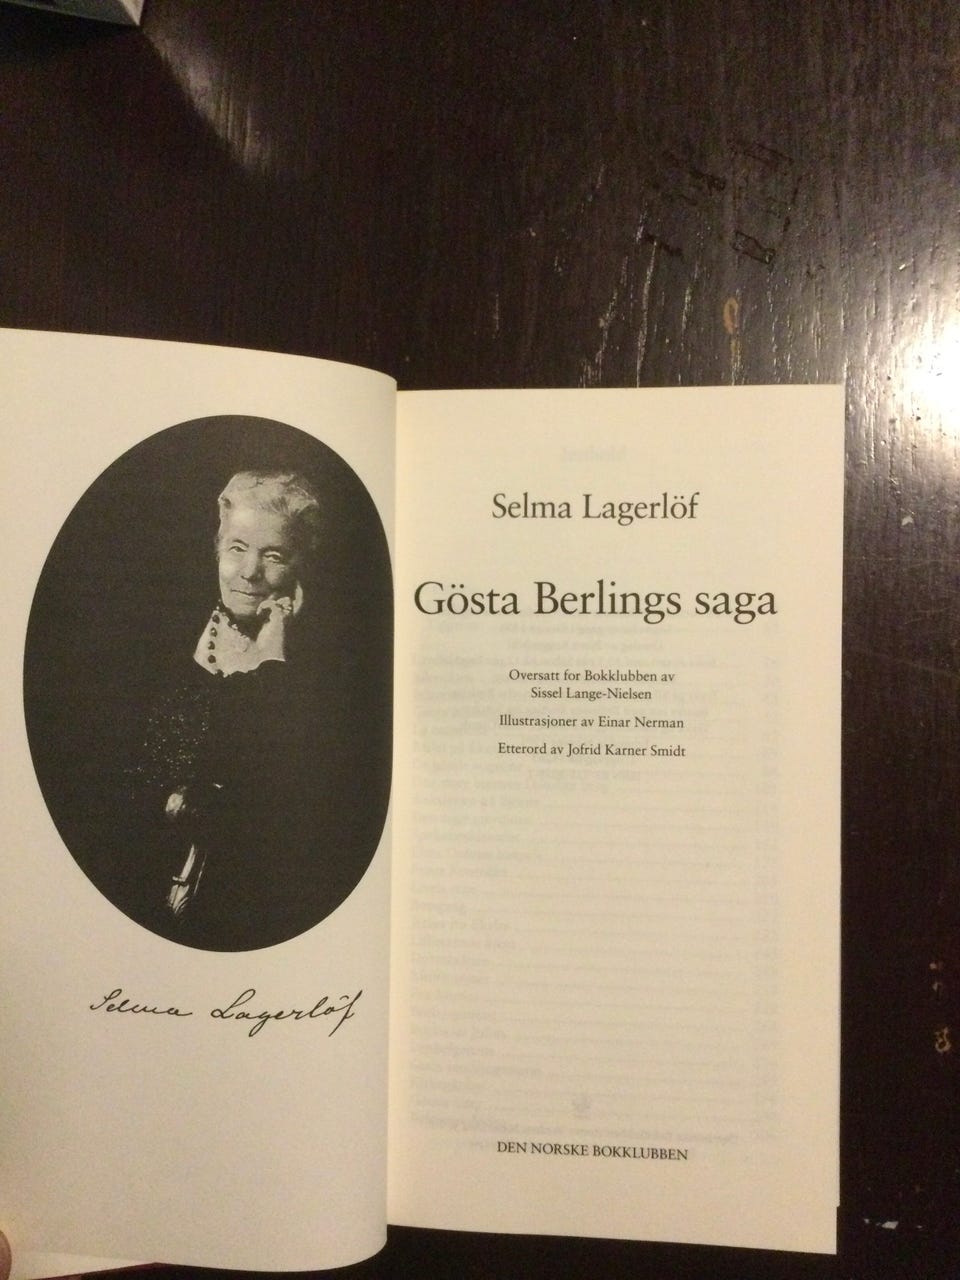 Selma Lagerlöf
Selma Lagerlöf
Gösta Berlings saga
Oversatt for Bokklubben av
Sissel Lange-Nielsen
Illustrasjoner av Einar Nerman
Etterord av Jofrid Karner Smidt
DEN NORSKE BOKKLUBBEN